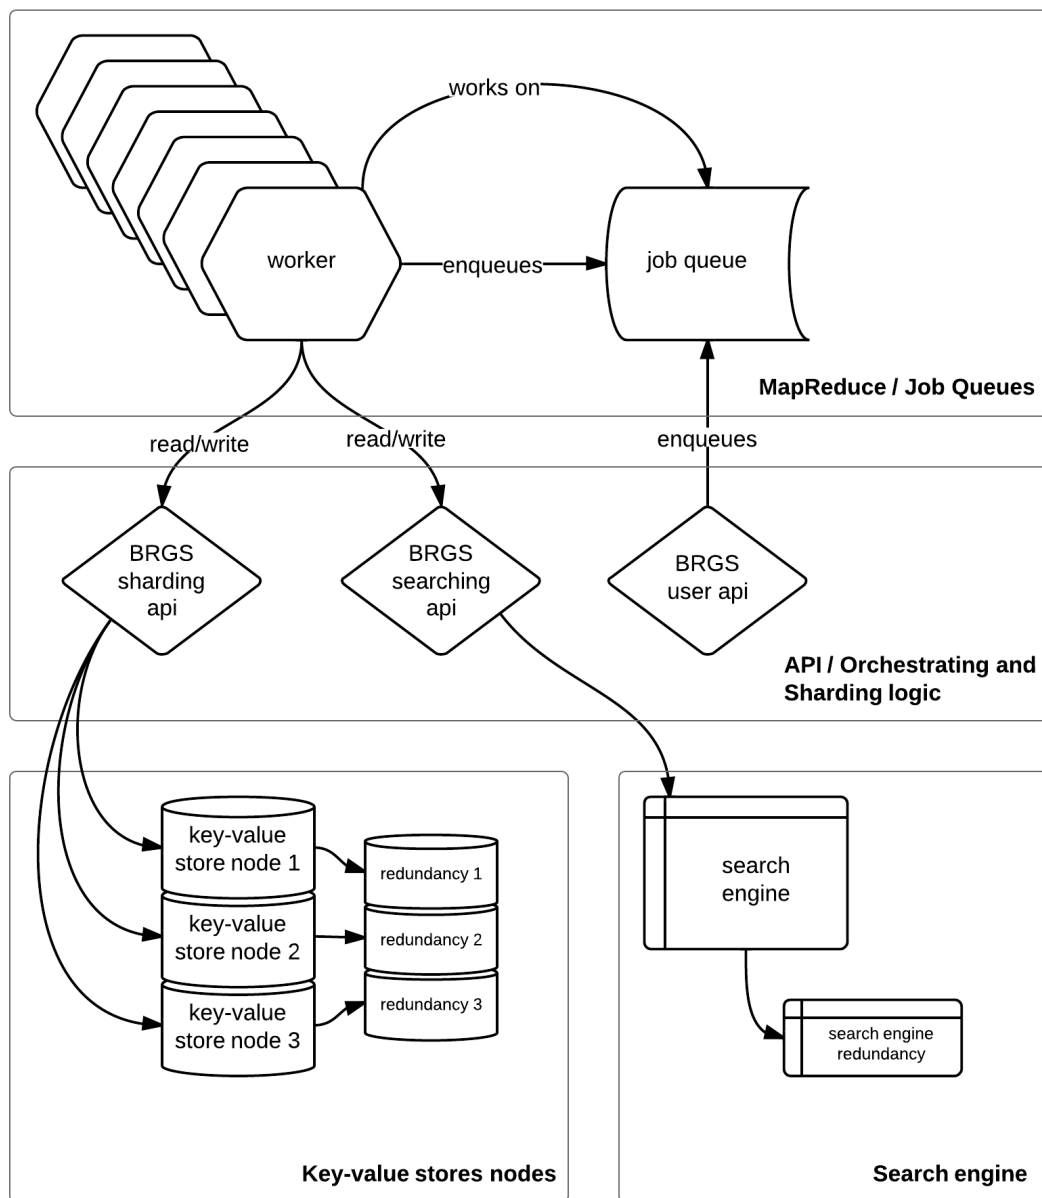 works on
worker
enqueues
job queue
MapReduce / Job Queues
read/write
read/write
enqueues
BRGS
sharding
api
BRGS
searching
api
BRGS
user api
API / Orchestrating and
Sharding logic
key-value
store node 1
key-value
store node 2
key-value
store node 3
redundancy 1
redundancy 2
redundancy 3
Key-value stores nodes
search
engine
search engine
redundancy
Search engine